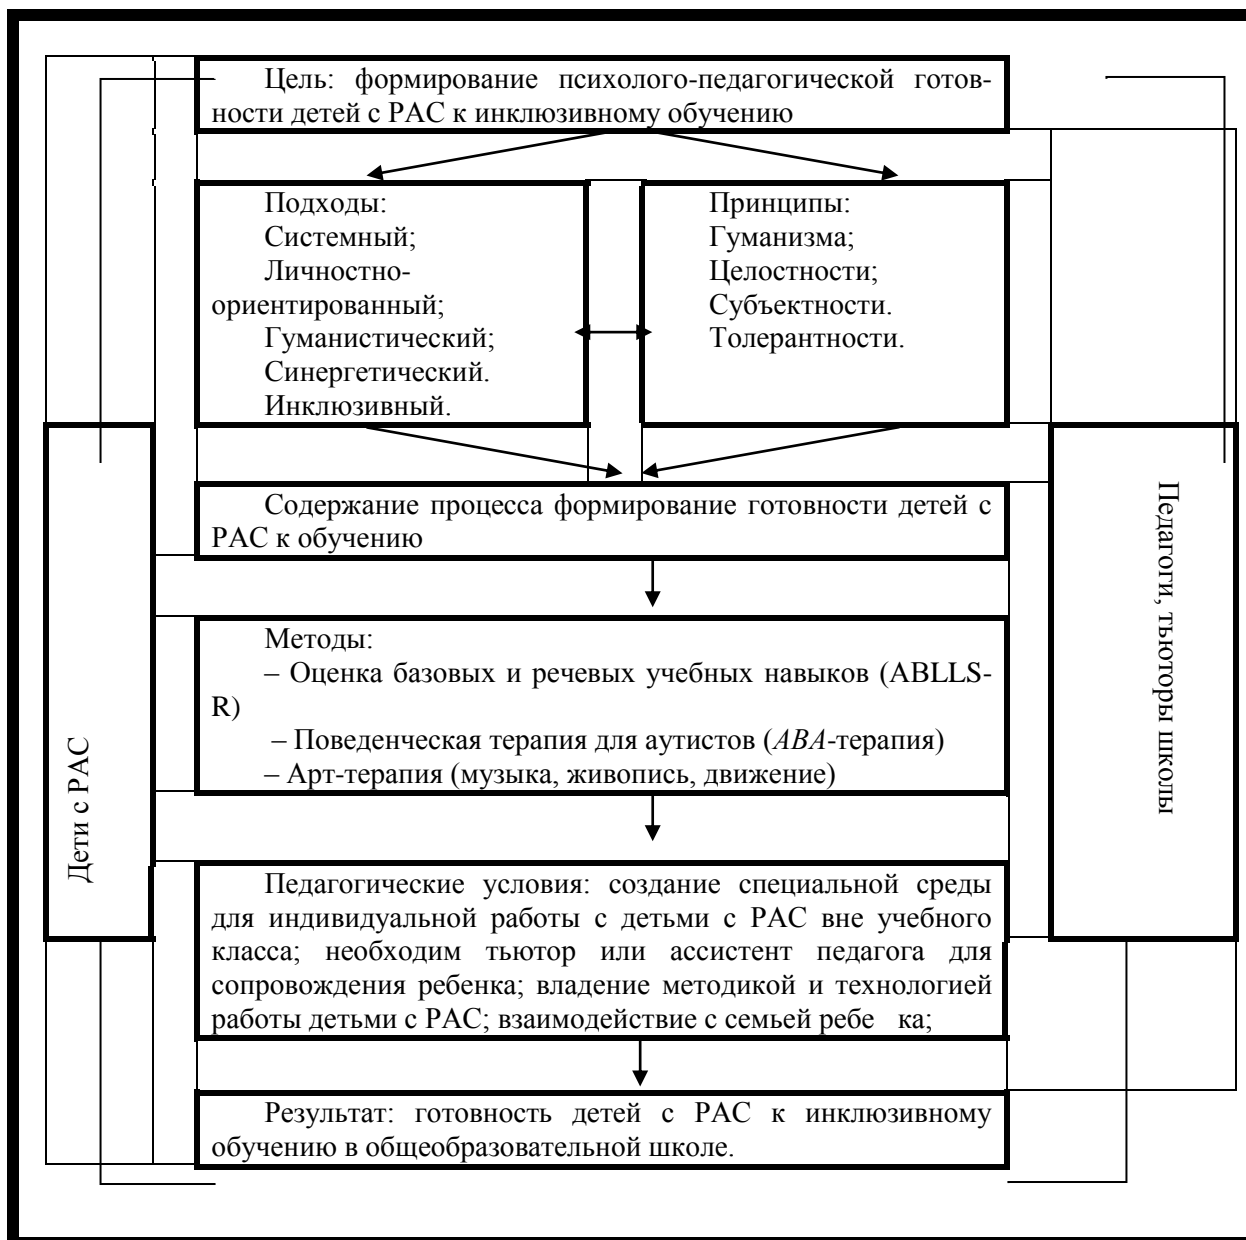 Цель: формирование психолого-педагогической готов-
ности детей с РАС к инклюзивному обучению
Подходы:
Системный;
Личностно-
ориентированный;
Гуманистический;
Синергетический.
Инклюзивный.
Принципы:
Гуманизма;
Целостности;
Субъектности.
Толерантности.
Содержание процесса формирование готовности детей с
РАС к обучению
Методы:
– Оценка базовых и речевых учебных навыков (ABLLS-
R)
– Поведенческая терапия для аутистов (ABA-терапия)
– Арт-терапия (музыка, живопись, движение)
Педагогические условия: создание специальной среды
для индивидуальной работы с детьми с РАС вне учебного
класса; необходим тьютор или ассистент педагога для
сопровождения ребенка; владение методикой и технологией
работы детьми с РАС; взаимодействие с семьей ребе ка;
Результат: готовность детей с РАС к инклюзивному
обучению в общеобразовательной школе.
Дети с РАС
Педагоги, тьюторы школы